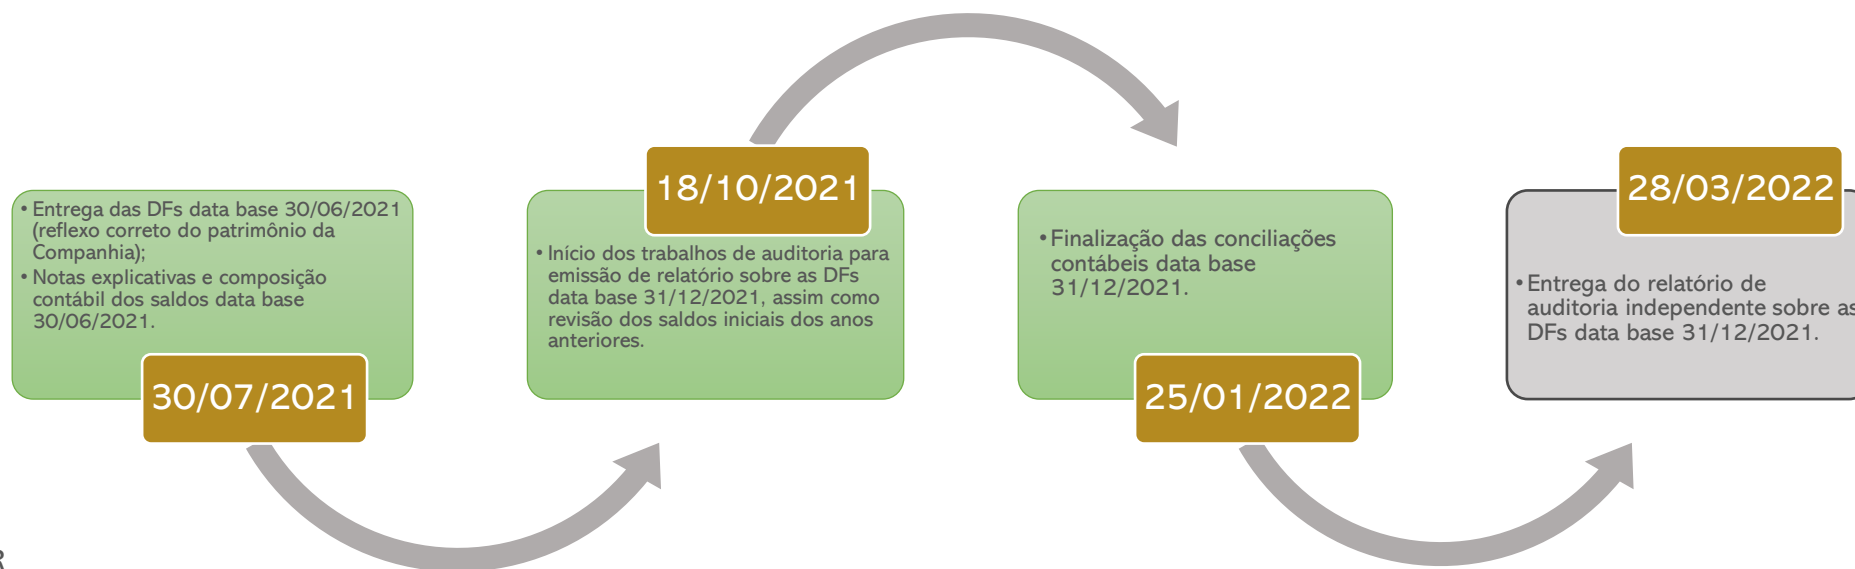 • Entrega das DFs data base 30/06/2021
(reflexo correto do patrimônio da
Companhia);
• Notas explicativas e composição
contábil dos saldos data base
30/06/2021.
30/07/2021
18/10/2021
• Início dos trabalhos de auditoria para
emissão de relatório sobre as DFs
data base 31/12/2021, assim como
revisão dos saldos iniciais dos anos
anteriores.
• Finalização das conciliações
contábeis data base
31/12/2021.
25/01/2022
28/03/2022
• Entrega do relatório de
auditoria independente sobre as
DFs data base 31/12/2021.
R